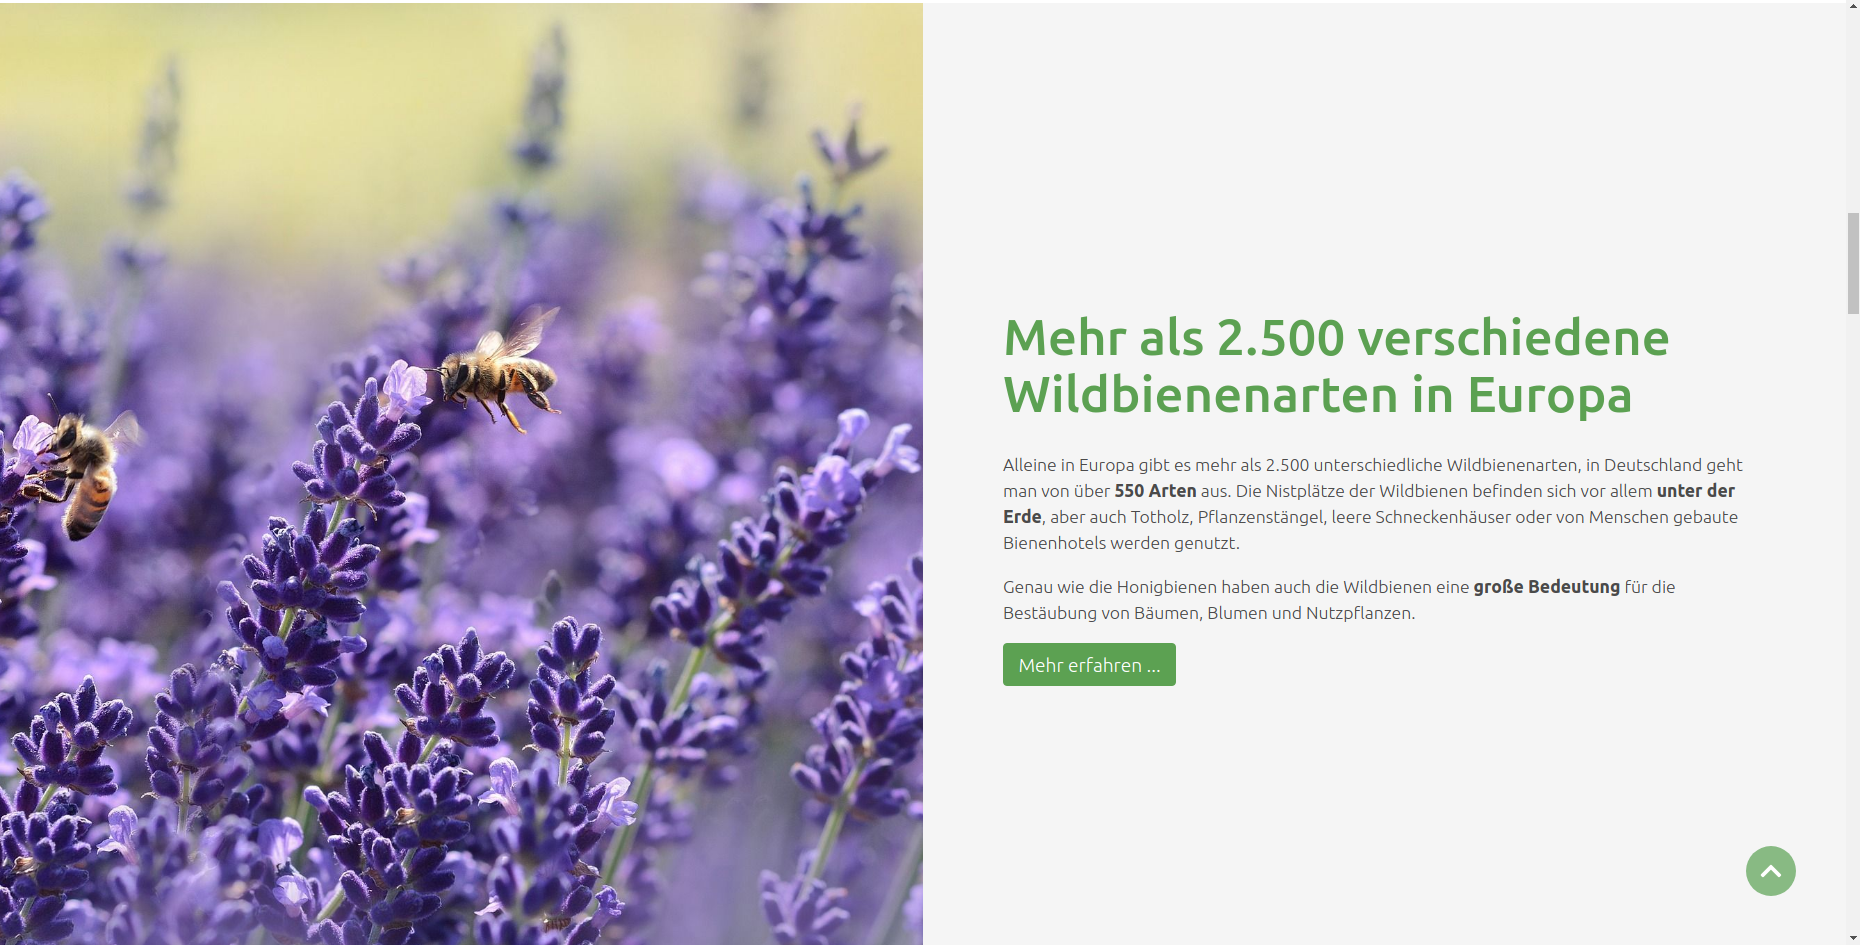 Mehr als 2.500 verschiedene
Wildbienenarten in Europa
Alleine in Europa gibt es mehr als 2.500 unterschiedliche Wildbienenarten, in Deutschland geht
man von über 550 Arten aus. Die Nistplätze der Wildbienen befinden sich vor allem unter der
Erde, aber auch Totholz, Pflanzenstängel, leere Schneckenhäuser oder von Menschen gebaute
Bienenhotels werden genutzt.
Genau wie die Honigbienen haben auch die Wildbienen eine große Bedeutung für die
Bestäubung von Bäumen, Blumen und Nutzpflanzen.
Mehr erfahren ...